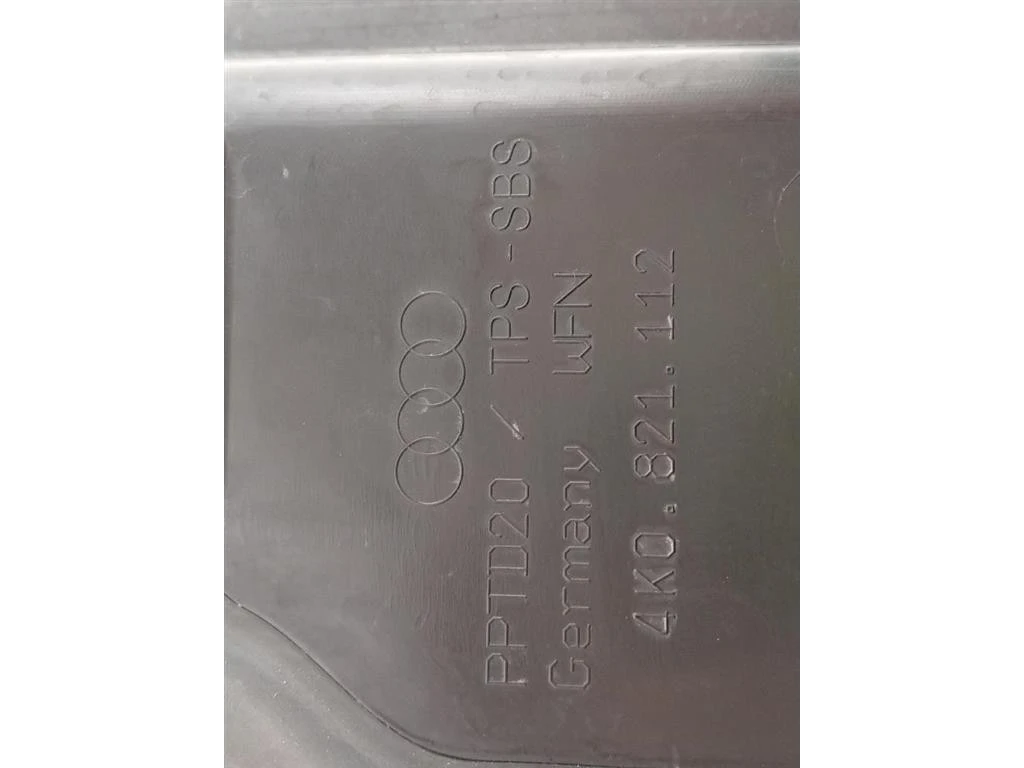 PPTD20 / TPS-SBS
Germany WFN
4K0.821.112